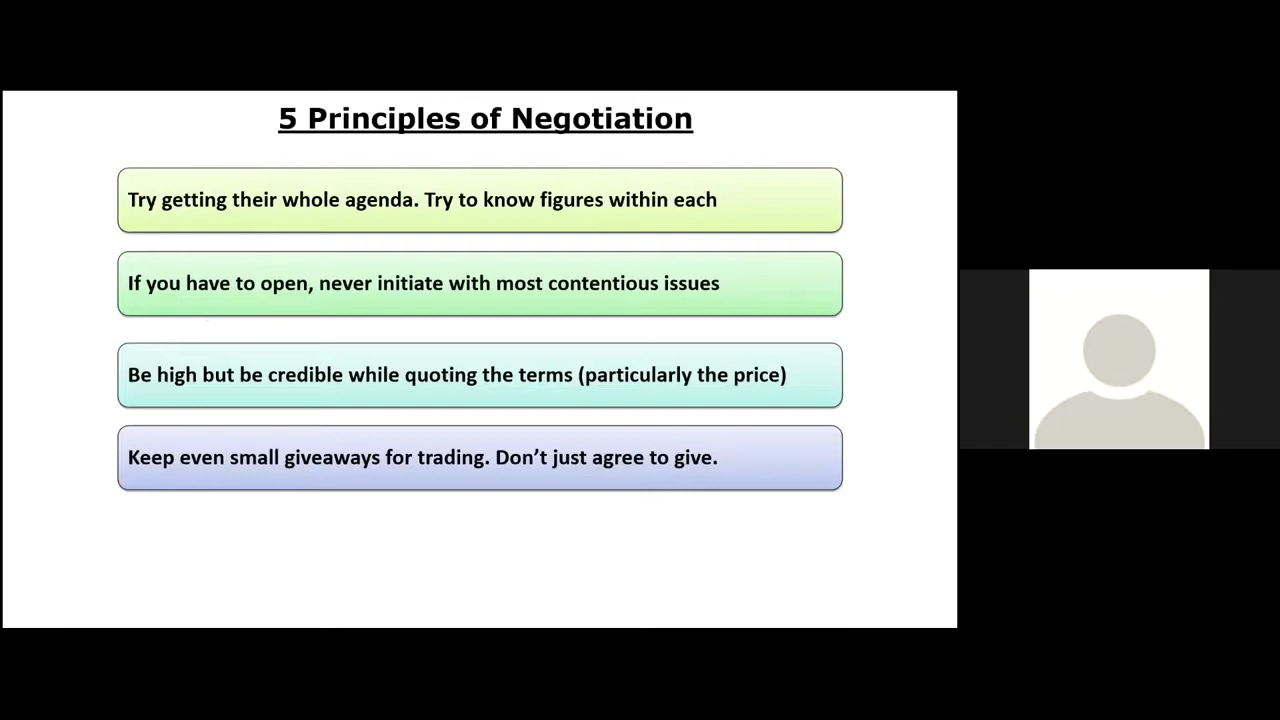 5 Principles of Negotiation
Try getting their whole agenda. Try to know figures within each
If you have to open, never initiate with most contentious issues
Be high but be credible while quoting the terms (particularly the price)
Keep even small giveaways for trading. Don’t just agree to give.